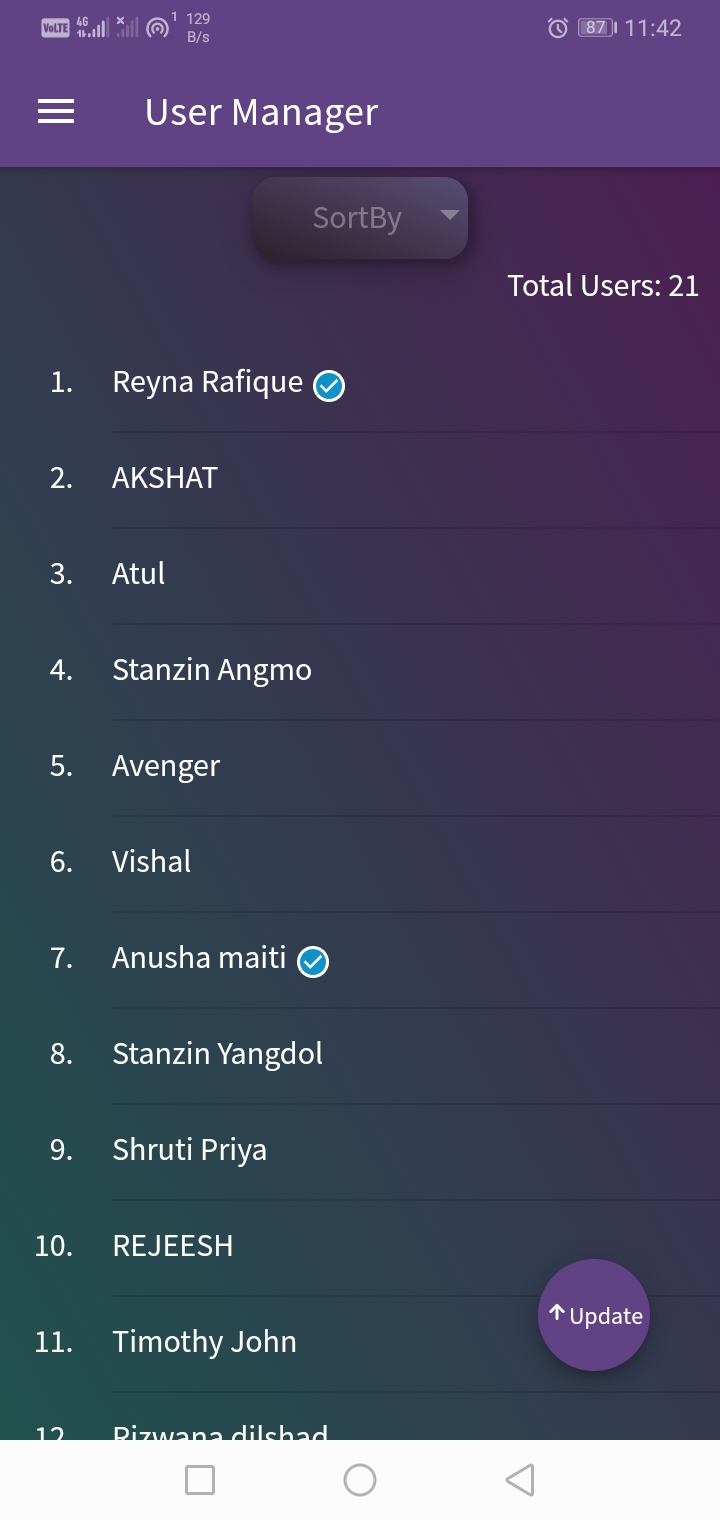 VoLTE 4G 1 129 B/s 87 11:42
User Manager
SortBy
Total Users: 21
1. Reyna Rafique
2. AKSHAT
3. Atul
4. Stanzin Angmo
5. Avenger
6. Vishal
7. Anusha maiti
8. Stanzin Yangdol
9. Shruti Priya
10. REJEESH
Update
11. Timothy John
12. Rizwana dilshad